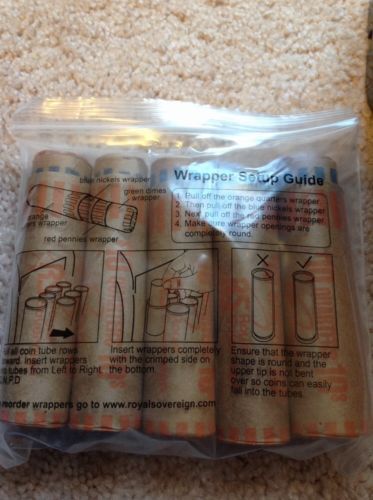 blue nickels wrapper
green dimes
wrapper
orange
wrapper
red pennies wrapper
Wrapper Setup Guide
1. Pull off the orange quarters wrapper.
2. Then pull off the blue nickels wrapper.
3. Next pull off the red pennies wrapper.
4. Make sure wrapper openings are
completely round.
all coin tube rows
Insert wrappers
tubes from Left to Right
N,P,D
Insert wrappers completely
with the crimped side on
the bottom.
Ensure that the wrapper
shape is round and the
upper tip is not bent
over so coins can easily
fall into the tubes.
reorder wrappers go to www.royalsovereign.com.